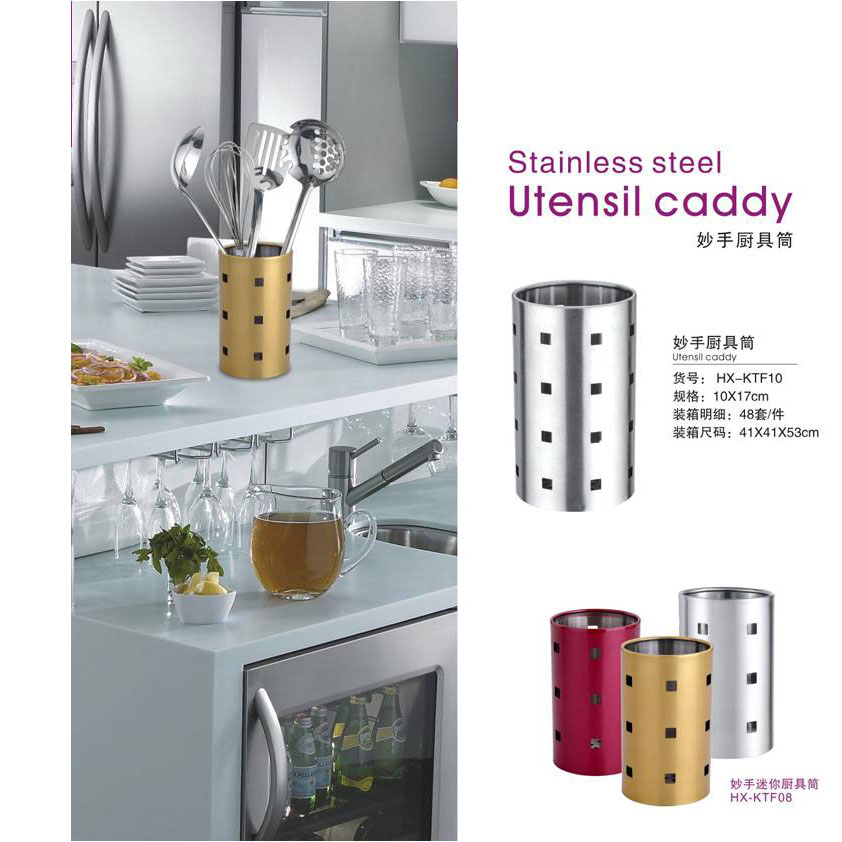 Stainless steel
Utensil caddy
妙手厨具筒
妙手厨具筒
Utensil caddy
货号： HX-KTF10
规格：10X17cm
装箱明细：48套/件
装箱尺码：41X41X53cm
妙手迷你厨具筒
HX-KTF08